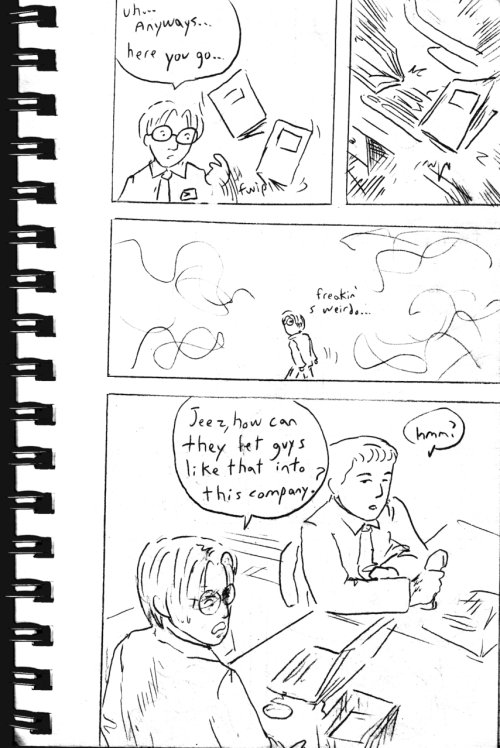 uh...
Anyways...
here you go...
fwip
freakin'
weirdo...
Jeez, how can
they let guys
like that into
this company?
hmm?